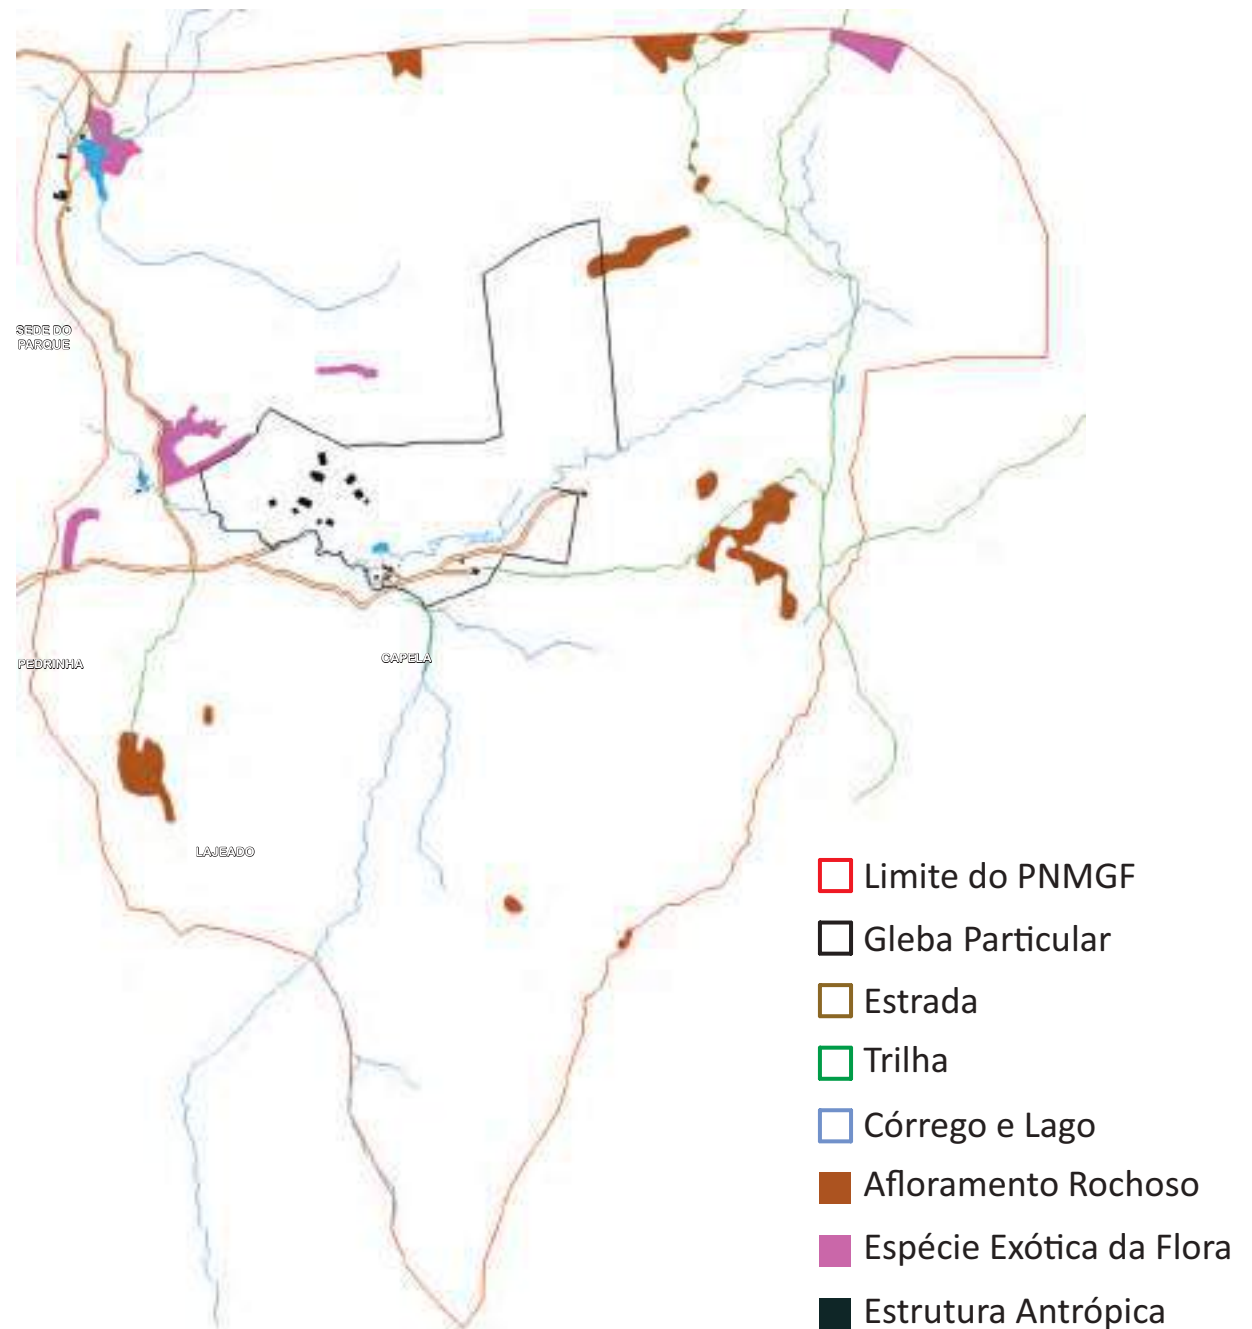 SEDE DO
PARQUE
PEDRINHA
CAPELA
LAJEADO
Limite do PNMGF
Gleba Particular
Estrada
Trilha
Córrego e Lago
Afloramento Rochoso
Espécie Exótica da Flora
Estrutura Antrópica